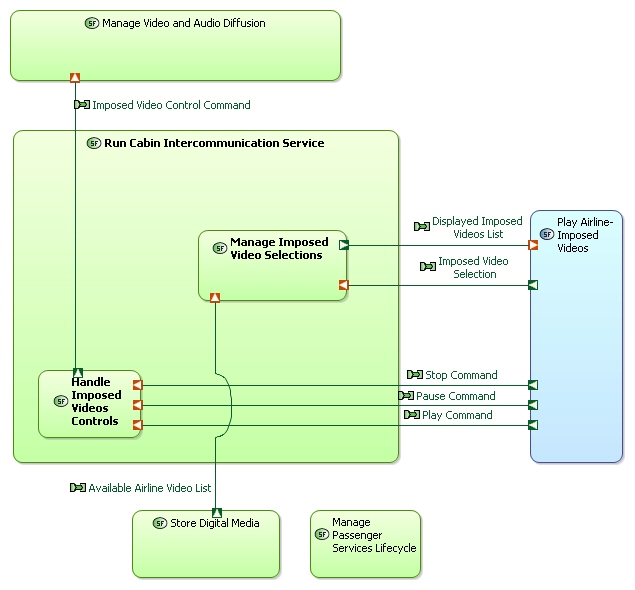 SF Manage Video and Audio Diffusion
Imposed Video Control Command
SF Run Cabin Intercommunication Service
Displayed Imposed
Videos List
SF Play Airline-
Imposed
Videos
SF Manage Imposed
Video Selections
Imposed Video
Selection
Stop Command
SF Handle
Imposed
Videos
Controls
Pause Command
Play Command
Available Airline Video List
SF Store Digital Media
SF Manage
Passenger
Services Lifecycle